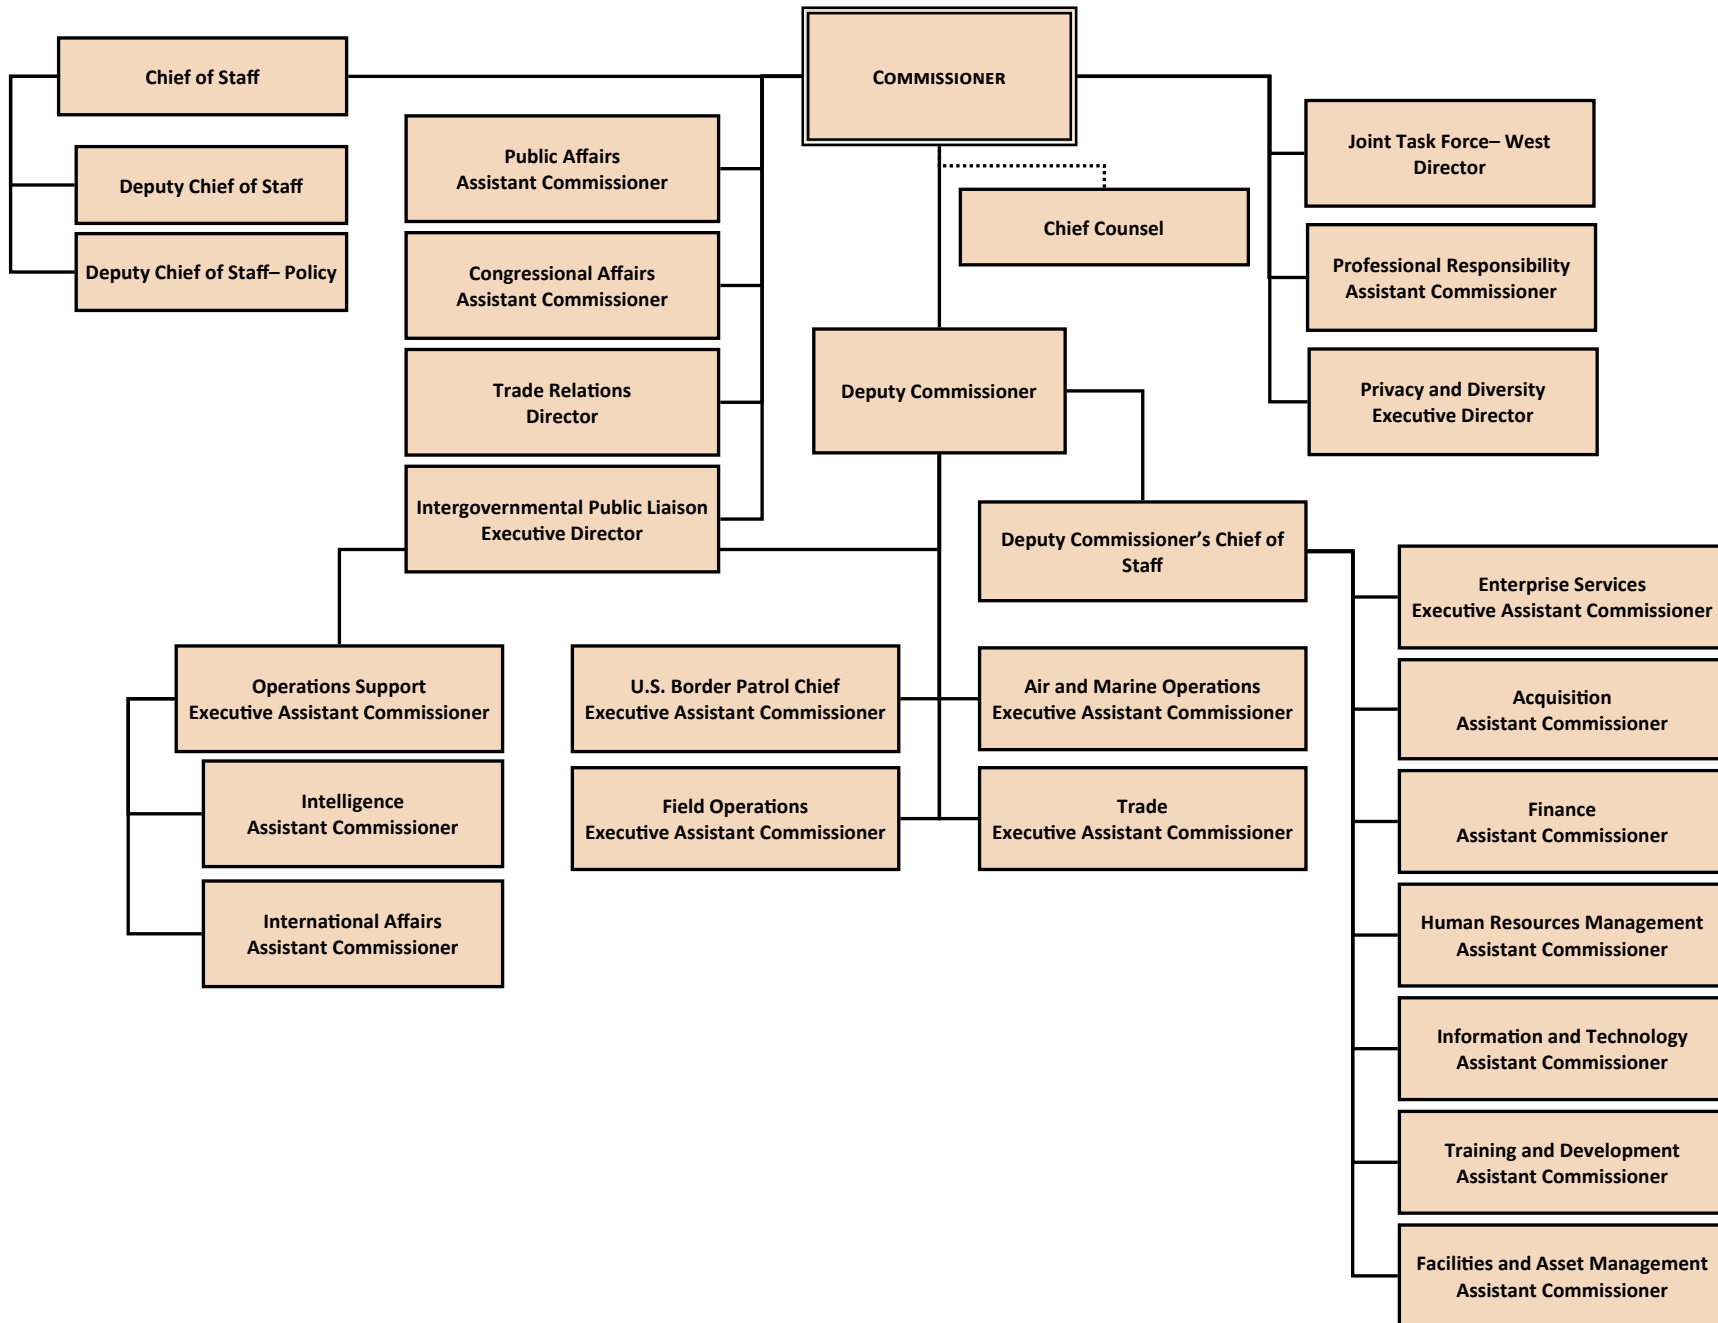 COMMISSIONER
Chief of Staff
Deputy Chief of Staff
Deputy Chief of Staff– Policy
Public Affairs
Assistant Commissioner
Congressional Affairs
Assistant Commissioner
Trade Relations
Director
Intergovernmental Public Liaison
Executive Director
Chief Counsel
Joint Task Force– West
Director
Professional Responsibility
Assistant Commissioner
Privacy and Diversity
Executive Director
Deputy Commissioner
Deputy Commissioner’s Chief of
Staff
Operations Support
Executive Assistant Commissioner
Intelligence
Assistant Commissioner
International Affairs
Assistant Commissioner
U.S. Border Patrol Chief
Executive Assistant Commissioner
Field Operations
Executive Assistant Commissioner
Air and Marine Operations
Executive Assistant Commissioner
Trade
Executive Assistant Commissioner
Enterprise Services
Executive Assistant Commissioner
Acquisition
Assistant Commissioner
Finance
Assistant Commissioner
Human Resources Management
Assistant Commissioner
Information and Technology
Assistant Commissioner
Training and Development
Assistant Commissioner
Facilities and Asset Management
Assistant Commissioner